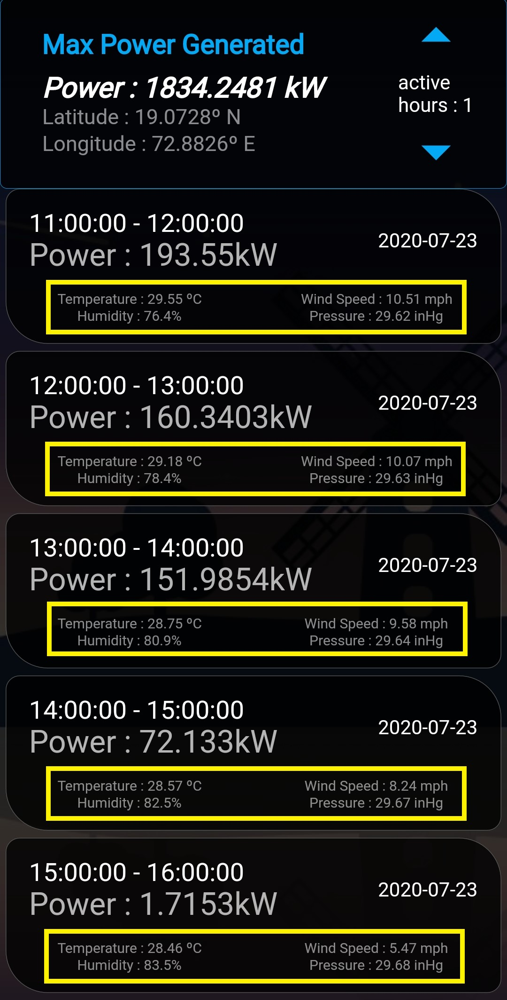 Max Power Generated
Power : 1834.2481 kW
Latitude : 19.0728º N
Longitude : 72.8826º E
active
hours : 1
11:00:00 - 12:00:00
Power : 193.55kW
2020-07-23
Temperature : 29.55 ºC
Humidity : 76.4%
Wind Speed : 10.51 mph
Pressure : 29.62 inHg
12:00:00 - 13:00:00
Power : 160.3403kW
2020-07-23
Temperature : 29.18 ºC
Humidity : 78.4%
Wind Speed : 10.07 mph
Pressure : 29.63 inHg
13:00:00 - 14:00:00
Power : 151.9854kW
2020-07-23
Temperature : 28.75 ºC
Humidity : 80.9%
Wind Speed : 9.58 mph
Pressure : 29.64 inHg
14:00:00 - 15:00:00
Power : 72.133kW
2020-07-23
Temperature : 28.57 ºC
Humidity : 82.5%
Wind Speed : 8.24 mph
Pressure : 29.67 inHg
15:00:00 - 16:00:00
Power : 1.7153kW
2020-07-23
Temperature : 28.46 ºC
Humidity : 83.5%
Wind Speed : 5.47 mph
Pressure : 29.68 inHg